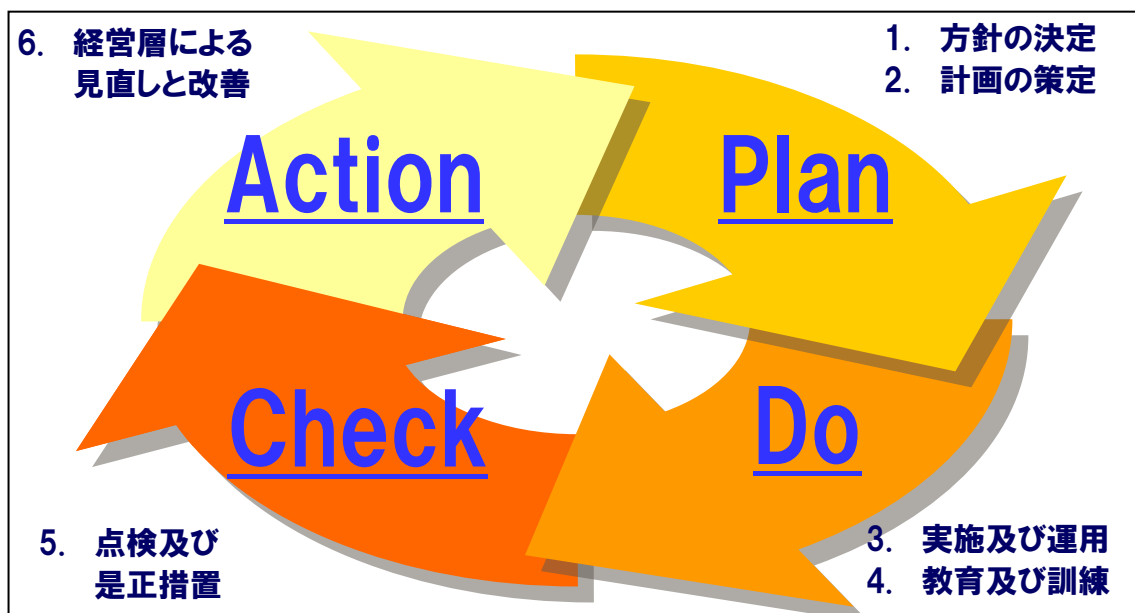 6. 経営層による
見直しと改善
1. 方針の決定
2. 計画の策定
Action
Plan
Check
Do
5. 点検及び
是正措置
3. 実施及び運用
4. 教育及び訓練